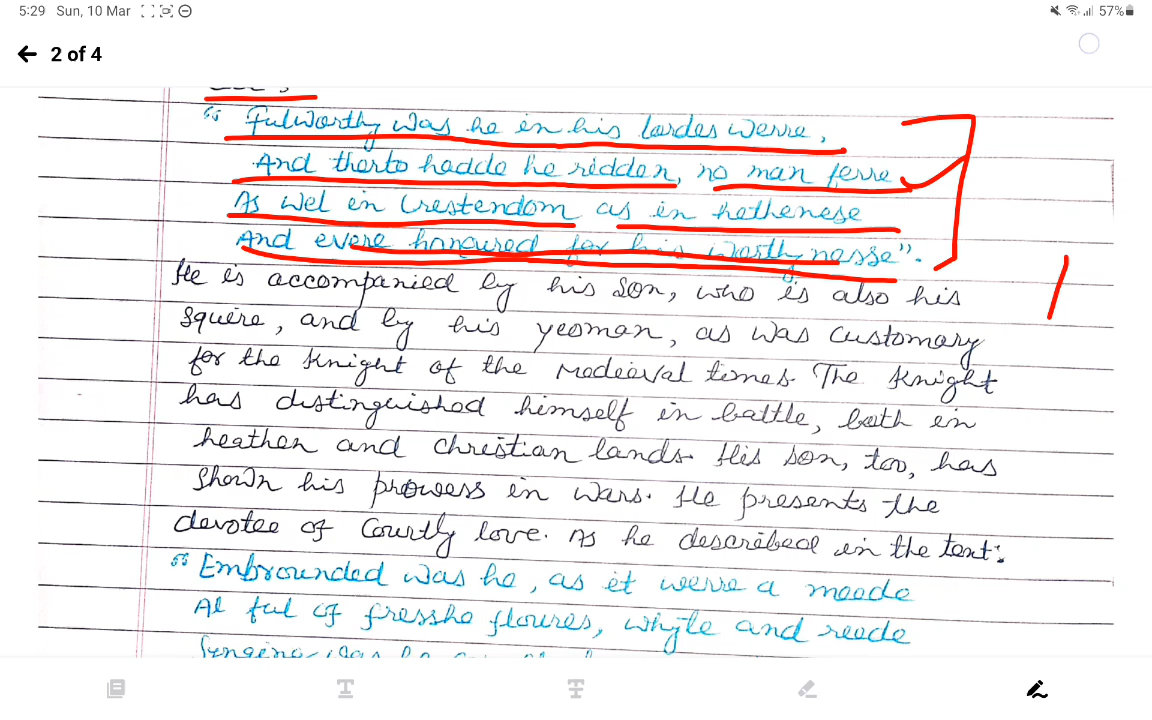 5:29 Sun, 10 Mar 57%
2 of 4
“ fulworthy was he in his lordes werre,
And therto hadde he ridden, no man ferre
As wel in Crestendom as in hethenese
And evere honoured for his worthynesse”.
He is accompanied by his son, who is also his
squire, and by his yeoman, as was customary
for the knight of the Medieval times. The Knight
has distinguished himself in battle, both in
heathen and christian lands. His son, too, has
shown his prowess in wars. He presents the
devotee of Courtly love. As he described in the text:
“ Embrounded was he, as it werre a meede
Al ful of fresshe floures, whyte and reede